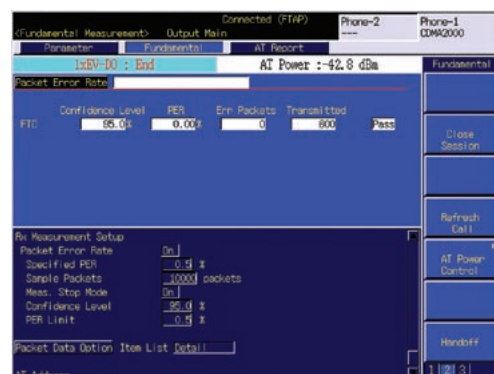 Connected (FTAP)
<Fundamental Measurement> Output Main
Phone-2
---
Phone-1
CDMA2000
Parameter Fundamental AT Report
1xEV-DO : End AT Power :-42.8 dBm
Fundamental
Packet Error Rate
Confidence Level PER Err Packets Transmitted
FTC 95.0% 0.00% 0 600 Pass
Close
Session
Refresh
Call
AT Power
Control
Handoff
Rx Measurement Setup
Packet Error Rate On
Specified PER 0.5 %
Sample Packets 10000 packets
Meas. Stop Mode On
Confidence Level 95.0 %
PER Limit 0.5 %
Packet Data Option Item List Detail
AT Address
1 2 3